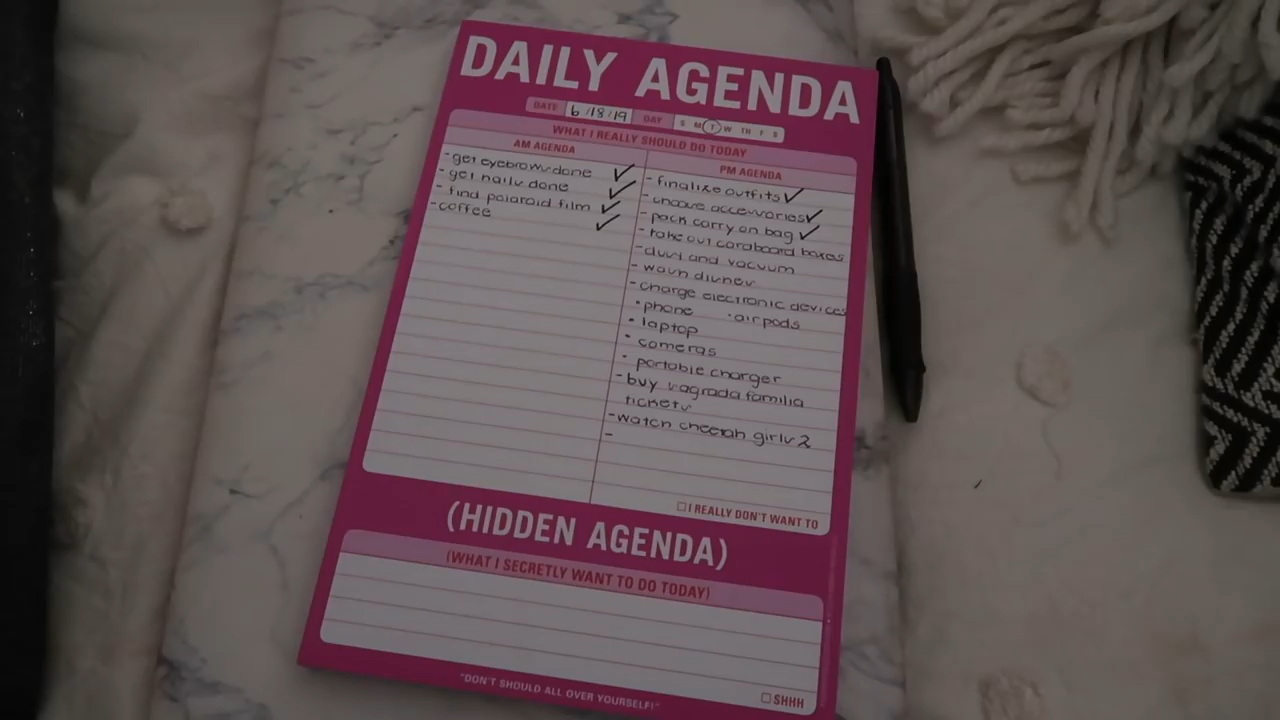 DAILY AGENDA
DATE 6/18/19 DAY S M T W TH F S
WHAT I REALLY SHOULD DO TODAY
AM AGENDA
- get eyebrows done ✓
- get nails done ✓
- find polaroid film ✓
- coffee ✓
PM AGENDA
- finalize outfits ✓
- choose accessories ✓
- pack carry on bag ✓
- take out cardboard boxes
- dust and vacuum
- wash dishes
- charge electronic devices
• phone • airpods
• laptop
• cameras
• portable charger
- buy sagrada familia
tickets
- watch cheetah girls 2
-
☐ I REALLY DON'T WANT TO
(HIDDEN AGENDA)
(WHAT I SECRETLY WANT TO DO TODAY)
☐ SHHH
"DON'T SHOULD ALL OVER YOURSELF!"